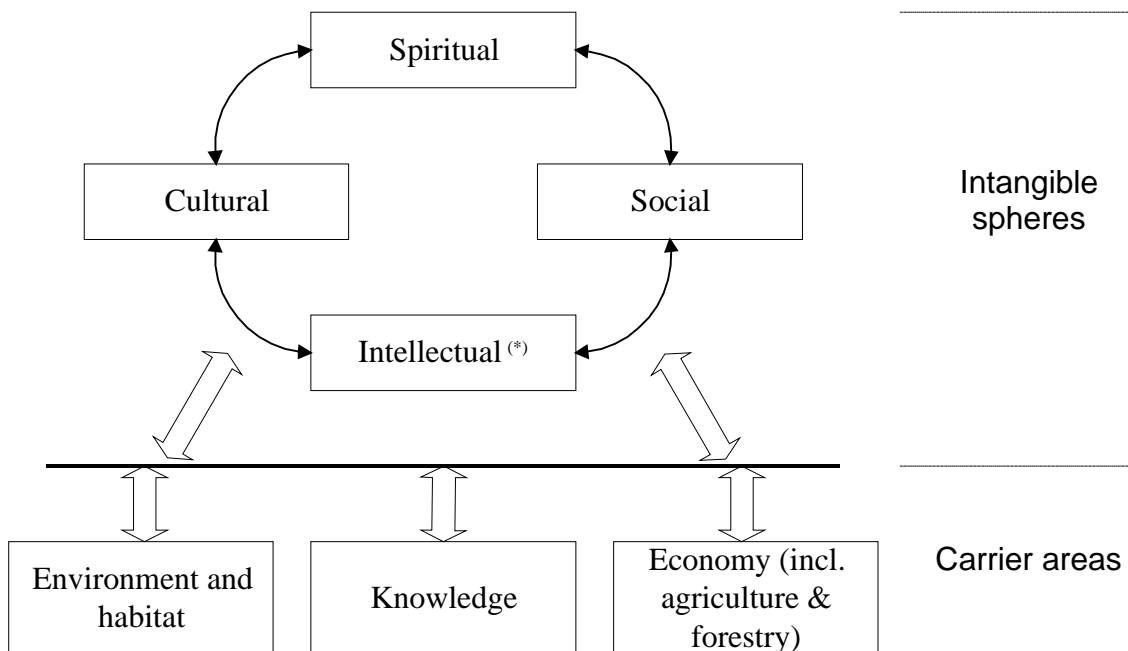 Spiritual
Cultural
Social
Intangible
spheres
Intellectual (*)
Environment and
habitat
Knowledge
Economy (incl.
agriculture &
forestry)
Carrier areas